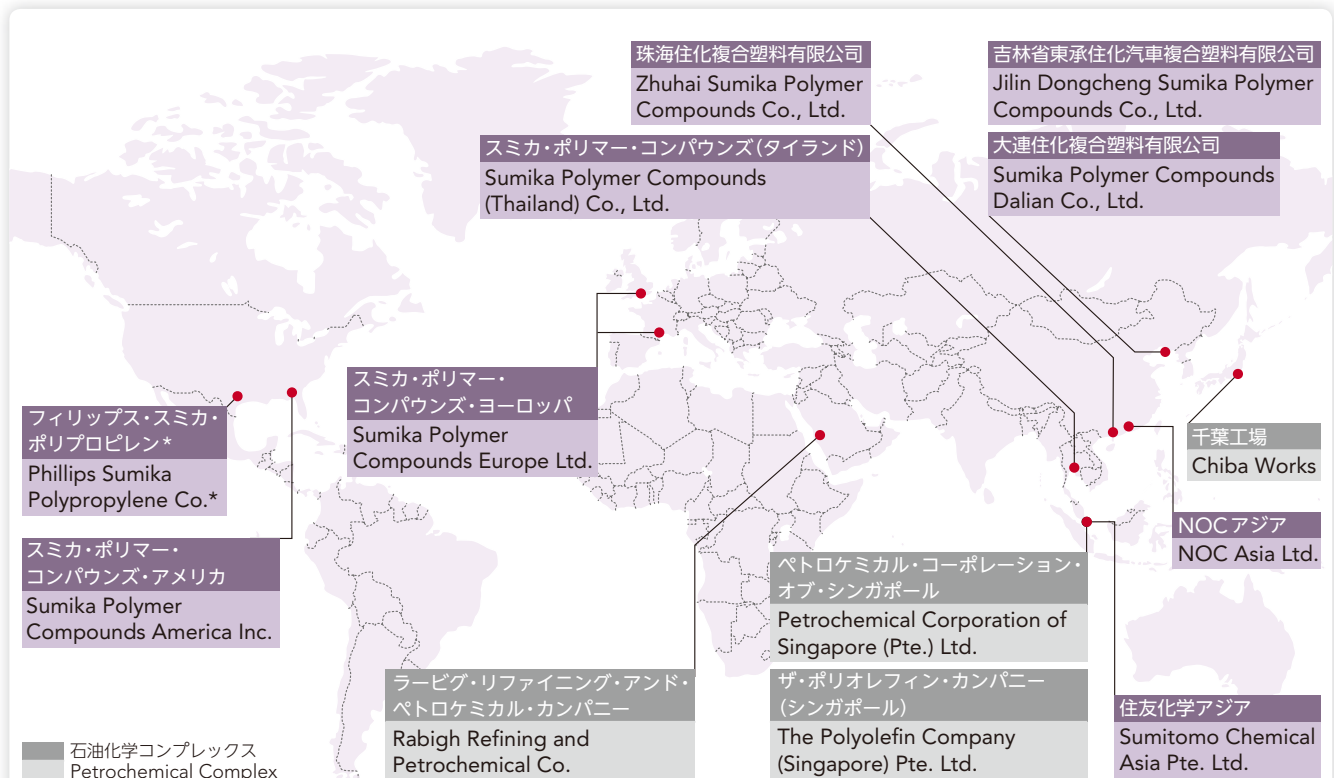 珠海住化複合塑料有限公司
Zhuhai Sumika Polymer
Compounds Co., Ltd.
吉林省東承住化汽車複合塑料有限公司
Jilin Dongcheng Sumika Polymer
Compounds Co., Ltd.
スミカ・ポリマー・コンパウンズ(タイランド)
Sumika Polymer Compounds
(Thailand) Co., Ltd.
大連住化複合塑料有限公司
Sumika Polymer Compounds
Dalian Co., Ltd.
スミカ・ポリマー・
コンパウンズ・ヨーロッパ
Sumika Polymer
Compounds Europe Ltd.
フィリップス・スミカ・
ポリプロピレン*
Phillips Sumika
Polypropylene Co.*
千葉工場
Chiba Works
NOCアジア
NOC Asia Ltd.
スミカ・ポリマー・
コンパウンズ・アメリカ
Sumika Polymer
Compounds America Inc.
ペトロケミカル・コーポレーション・
オブ・シンガポール
Petrochemical Corporation of
Singapore (Pte.) Ltd.
ラービグ・リファイニング・アンド・
ペトロケミカル・カンパニー
Rabigh Refining and
Petrochemical Co.
ザ・ポリオレフィン・カンパニー
(シンガポール)
The Polyolefin Company
(Singapore) Pte. Ltd.
住友化学アジア
Sumitomo Chemical
Asia Pte. Ltd.
石油化学コンプレックス
Petrochemical Complex